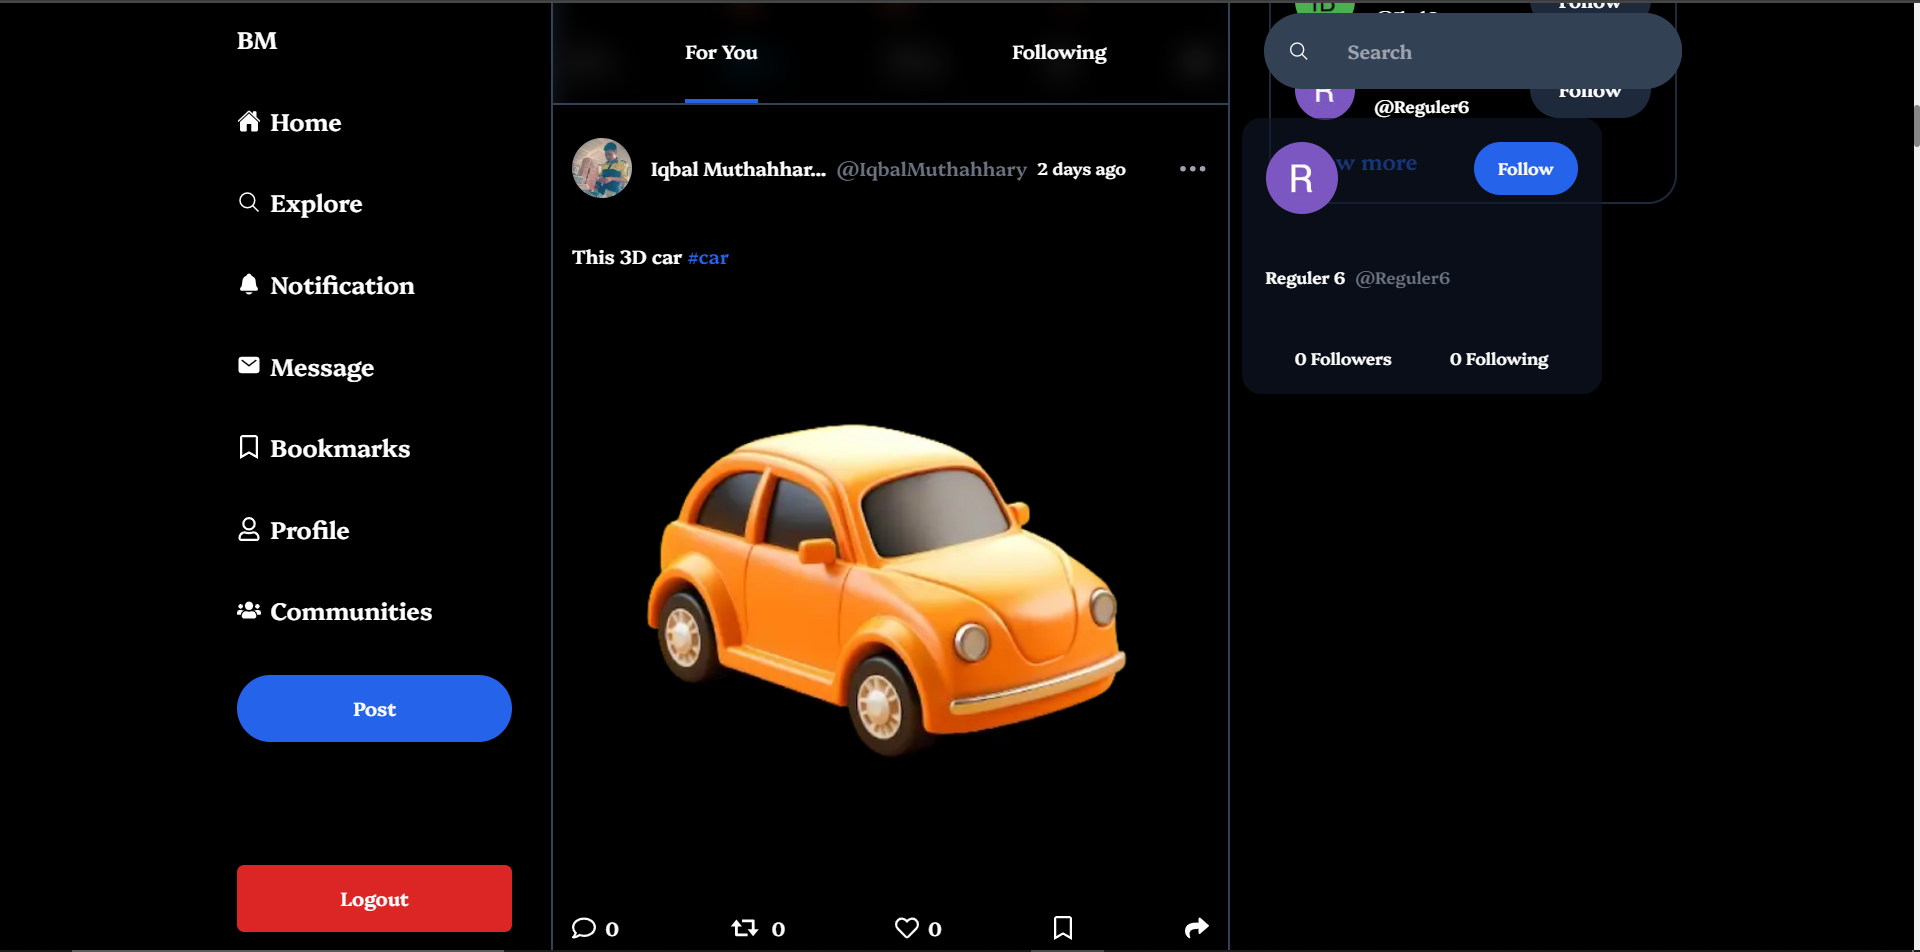 BM
Home
Explore
Notification
Message
Bookmarks
Profile
Communities
Post
Logout
For You
Following
Iqbal Muthahhar... @IqbalMuthahhary 2 days ago
This 3D car #car
0
0
0
IB
Follow
Search
R
@Reguler6
Follow
w more
R
Follow
Reguler 6 @Reguler6
0 Followers
0 Following